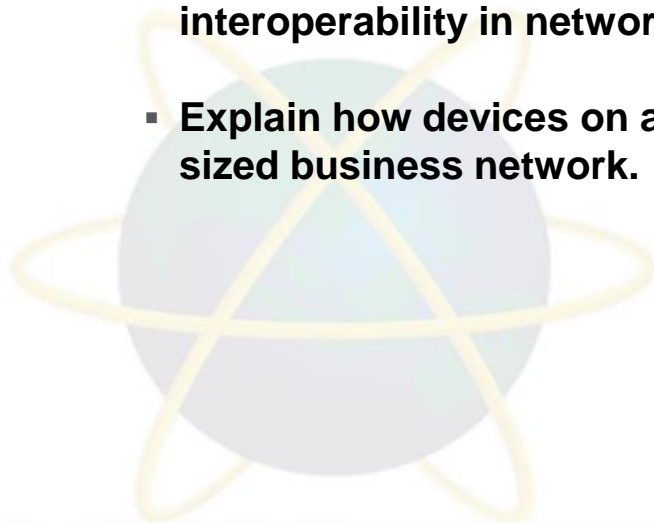 interoperability in networ
▪ Explain how devices on a
sized business network.